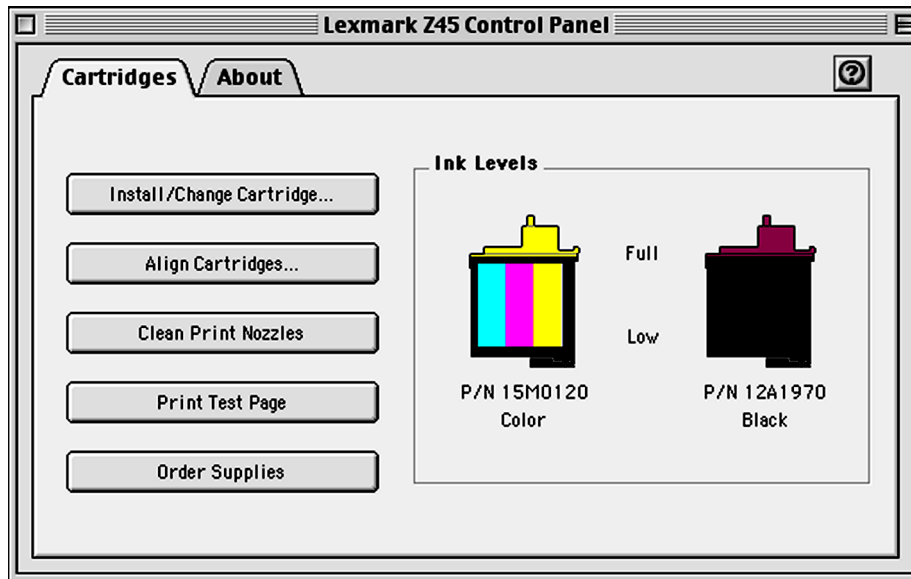 Lexmark Z45 Control Panel
Cartridges
About
?
Install/Change Cartridge...
Align Cartridges...
Clean Print Nozzles
Print Test Page
Order Supplies
Ink Levels
Full
Low
P/N 15M0120
Color
P/N 12A1970
Black